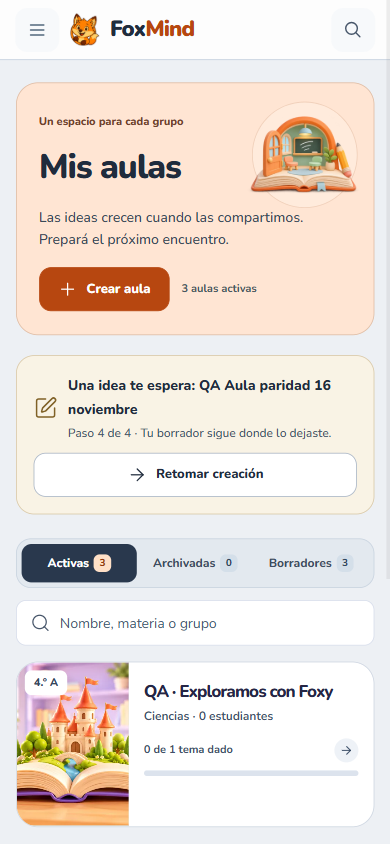 FoxMind
Un espacio para cada grupo
Mis aulas
Las ideas crecen cuando las compartimos.
Prepará el próximo encuentro.
Crear aula
3 aulas activas
Una idea te espera: QA Aula paridad 16
noviembre
Paso 4 de 4 · Tu borrador sigue donde lo dejaste.
Retomar creación
Activas 3
Archivadas 0
Borradores 3
Nombre, materia o grupo
4.º A
QA · Exploramos con Foxy
Ciencias · 0 estudiantes
0 de 1 tema dado